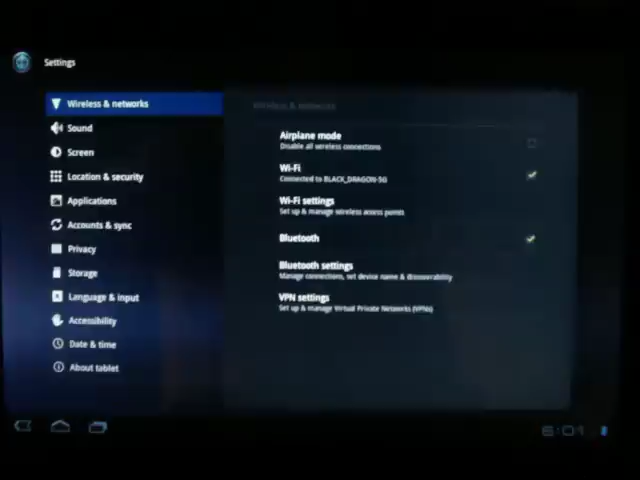 Settings
Wireless & networks
Sound
Screen
Location & security
Applications
Accounts & sync
Privacy
Storage
Language & input
Accessibility
Date & time
About tablet
Wireless & networks
Airplane mode
Disable all wireless connections
Wi-Fi
Connected to BLACK_DRAGON-5G
Wi-Fi settings
Set up & manage wireless access points
Bluetooth
Bluetooth settings
Manage connections, set device name & discoverability
VPN settings
Set up & manage Virtual Private Networks (VPNs)